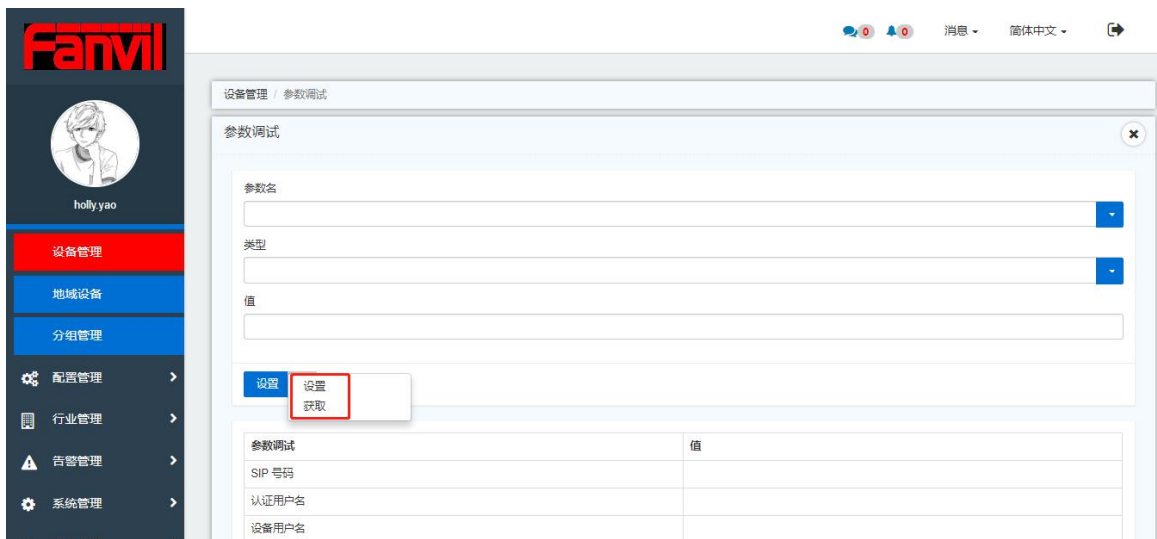 Fanvil
0 0 消息 简体中文
设备管理 / 参数调试
参数调试
holly.yao
设备管理
地域设备
分组管理
配置管理
行业管理
告警管理
系统管理
参数名
类型
值
设置
设置
获取
参数调试 值
SIP 号码
认证用户名
设备用户名